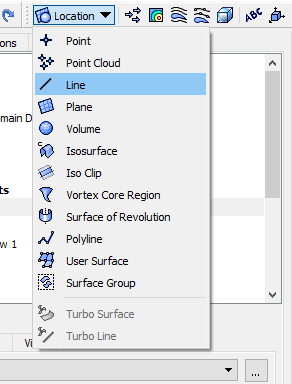 Location
ABC
ons
Point
Point Cloud
Line
Plane
main D
Volume
Isosurface
Iso Clip
ts
Vortex Core Region
Surface of Revolution
w 1
Polyline
User Surface
Surface Group
Turbo Surface
Vi
Turbo Line
...